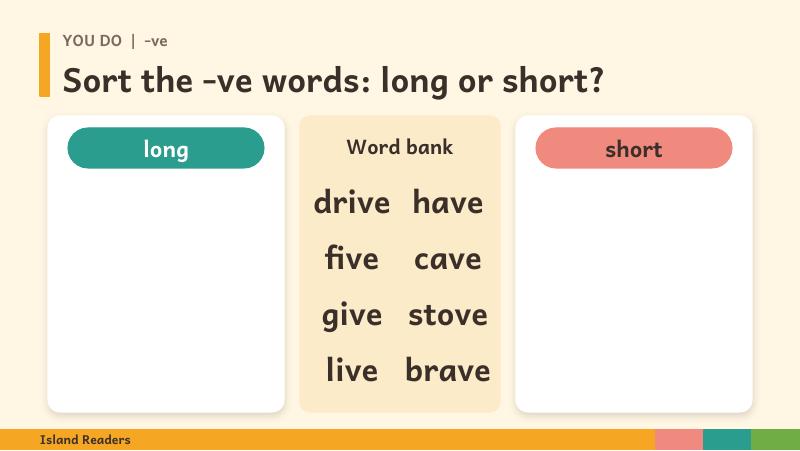 YOU DO | -ve
Sort the -ve words: long or short?
long
Word bank
drive have
five cave
give stove
live brave
short
Island Readers